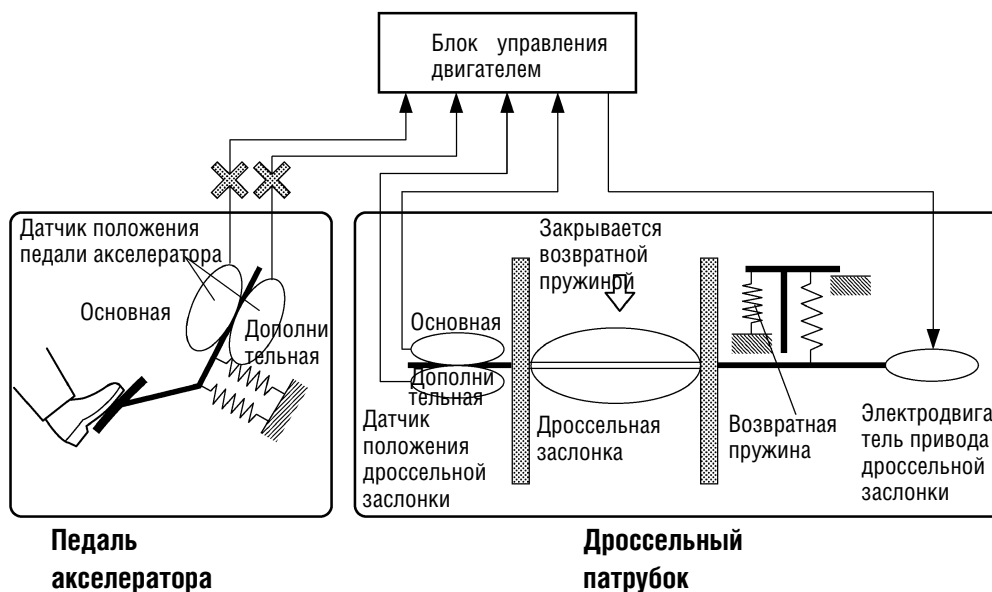 Блок управления
двигателем
Датчик положения
педали акселератора
Основная
Дополни
тельная
Закрывается
возвратной
пружиной
Основная
Дополни
тельная
Датчик
положения
дроссельной
заслонки
Дроссельная
заслонка
Возвратная
пружина
Электродвига
тель привода
дроссельной
заслонки
Педаль
акселератора
Дроссельный
патрубок